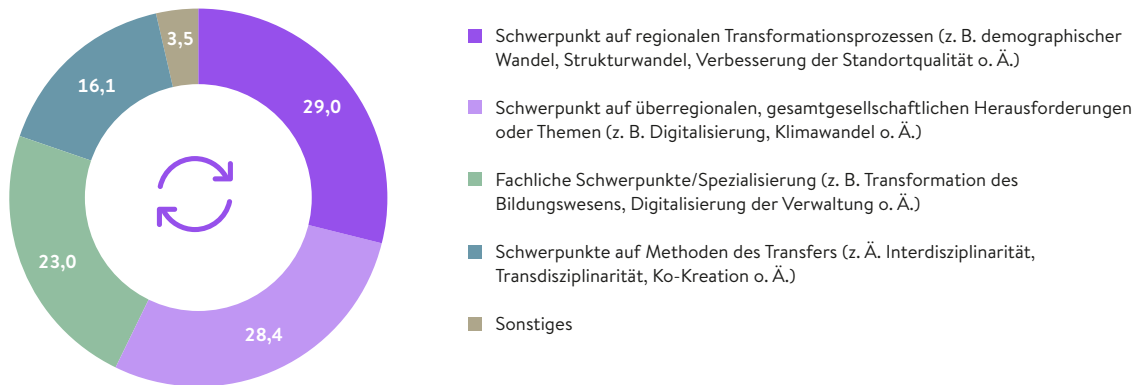 3,5
16,1
29,0
23,0
28,4
Schwerpunkt auf regionalen Transformationsprozessen (z. B. demographischer
Wandel, Strukturwandel, Verbesserung der Standortqualität o. Ä.)
Schwerpunkt auf überregionalen, gesamtgesellschaftlichen Herausforderungen
oder Themen (z. B. Digitalisierung, Klimawandel o. Ä.)
Fachliche Schwerpunkte/Spezialisierung (z. B. Transformation des
Bildungswesens, Digitalisierung der Verwaltung o. Ä.)
Schwerpunkte auf Methoden des Transfers (z. Ä. Interdisziplinarität,
Transdisziplinarität, Ko-Kreation o. Ä.)
Sonstiges